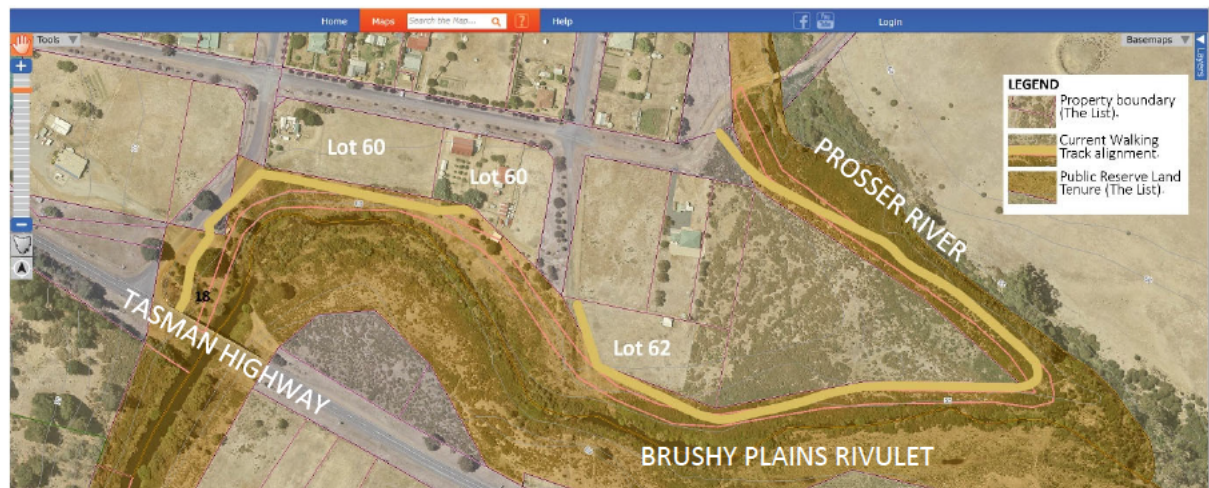 Home
Maps
Search the Map...
?
Help
f
You
Tube
Login
Tools
Basemaps
Layers
LEGEND
Property boundary
(The List).
Current Walking
Track alignment.
Public Reserve Land
Tenure (The List).
Lot 60
Lot 60
PROSSER RIVER
18
TASMAN HIGHWAY
Lot 62
BRUSHY PLAINS RIVULET